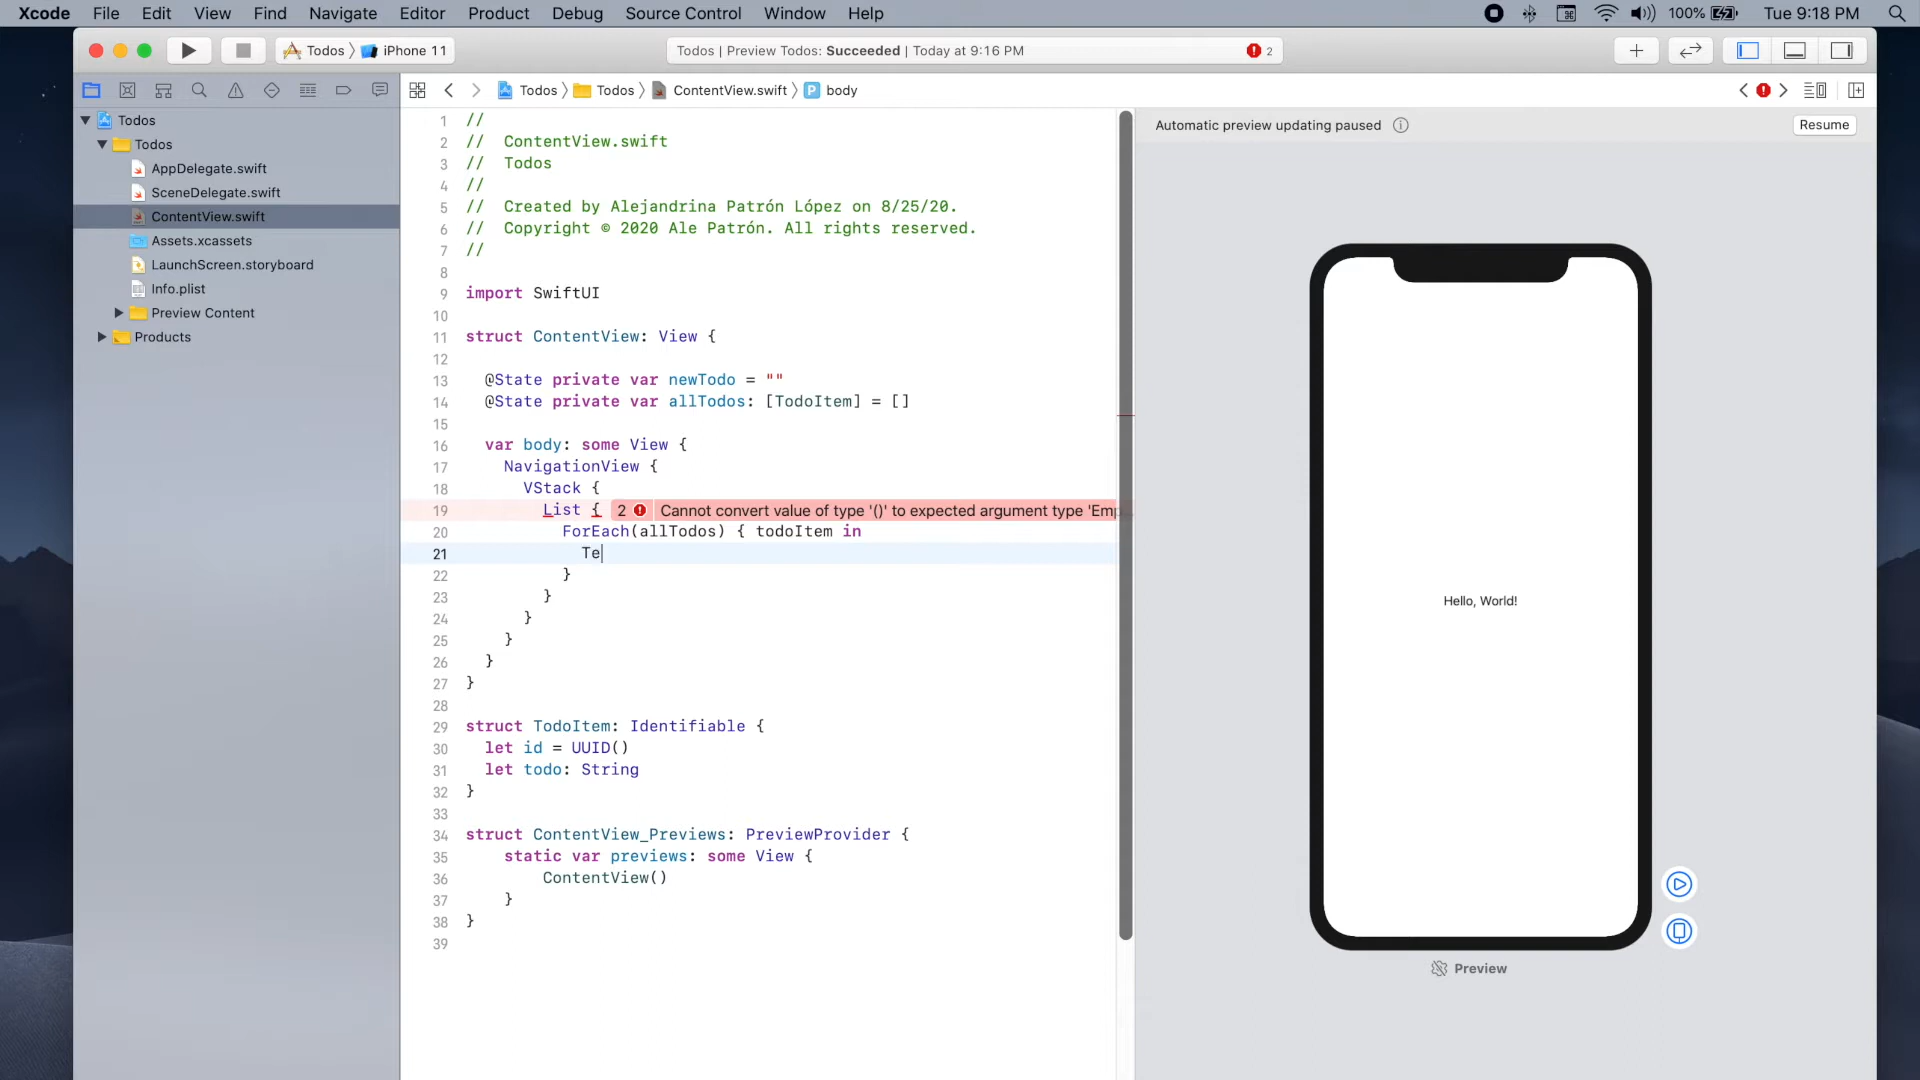 Xcode File Edit View Find Navigate Editor Product Debug Source Control Window Help 100% Tue 9:18 PM
Todos 〉 iPhone 11
Todos | Preview Todos: Succeeded | Today at 9:16 PM 2
Todos 〉 Todos 〉 ContentView.swift 〉 P body
Todos
Todos
AppDelegate.swift
SceneDelegate.swift
ContentView.swift
Assets.xcassets
LaunchScreen.storyboard
Info.plist
Preview Content
Products
1 //
2 // ContentView.swift
3 // Todos
4 //
5 // Created by Alejandrina Patrón López on 8/25/20.
6 // Copyright © 2020 Ale Patrón. All rights reserved.
7 //
8
9 import SwiftUI
10
11 struct ContentView: View {
12
13 @State private var newTodo = ""
14 @State private var allTodos: [TodoItem] = []
15
16 var body: some View {
17 NavigationView {
18 VStack {
19 List { 2 Cannot convert value of type '()' to expected argument type 'Emp...
20 ForEach(allTodos) { todoItem in
21 Te
22 }
23 }
24 }
25 }
26 }
27 }
28
29 struct TodoItem: Identifiable {
30 let id = UUID()
31 let todo: String
32 }
33
34 struct ContentView_Previews: PreviewProvider {
35 static var previews: some View {
36 ContentView()
37 }
38 }
39
Automatic preview updating paused
Resume
Hello, World!
Preview